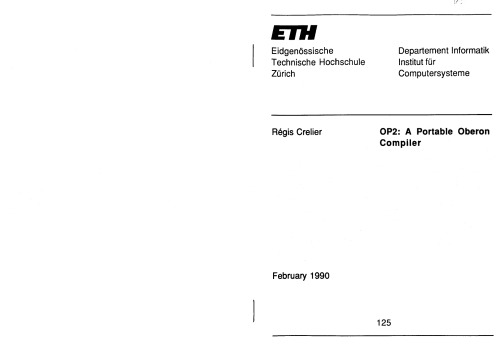 ETH
Eidgenössische
Technische Hochschule
Zürich
Departement Informatik
Institut für
Computersysteme
Régis Crelier
OP2: A Portable Oberon
Compiler
February 1990
125